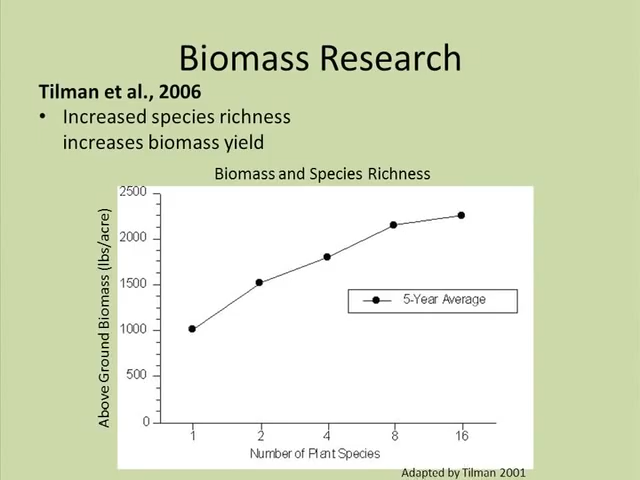 Biomass Research
Tilman et al., 2006
• Increased species richness
increases biomass yield
Biomass and Species Richness
Above Ground Biomass (lbs/acre)
2500
2000
1500
1000
500
0
5-Year Average
1 2 4 8 16
Number of Plant Species
Adapted by Tilman 2001